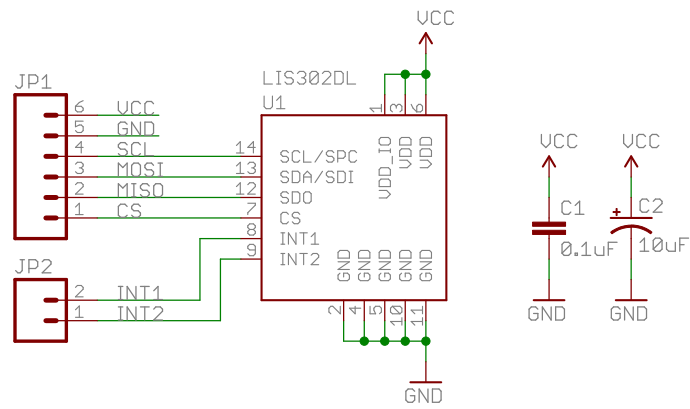 VCC
LIS302DL
U1
JP1
6 VCC
5 GND
4 SCL
3 MOSI
2 MISO
1 CS
14 SCL/SPC
13 SDA/SDI
12 SDO
7 CS
8 INT1
9 INT2
1 3 6
VDD_IO VDD VDD
GND GND GND GND GND
2 4 5 10 11
GND
JP2
2 INT1
1 INT2
VCC VCC
C1 C2
0.1uF 10uF
GND GND